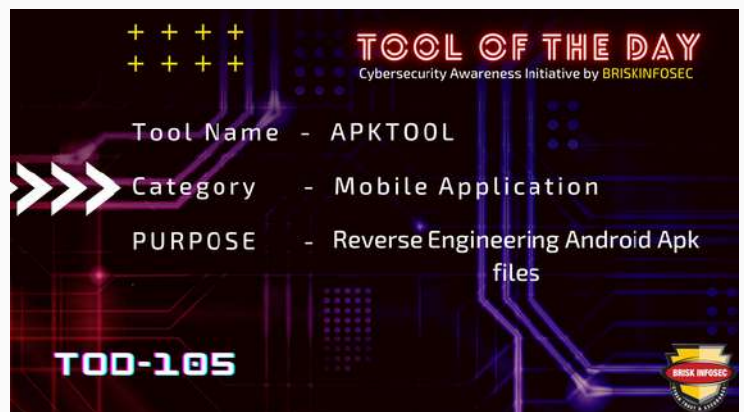 TOOL OF THE DAY
Cybersecurity Awareness Initiative by BRISKINFOSEC
Tool Name - APKTOOL
Category - Mobile Application
PURPOSE - Reverse Engineering Android Apk
files
TOD-105
BRISK INFOSEC